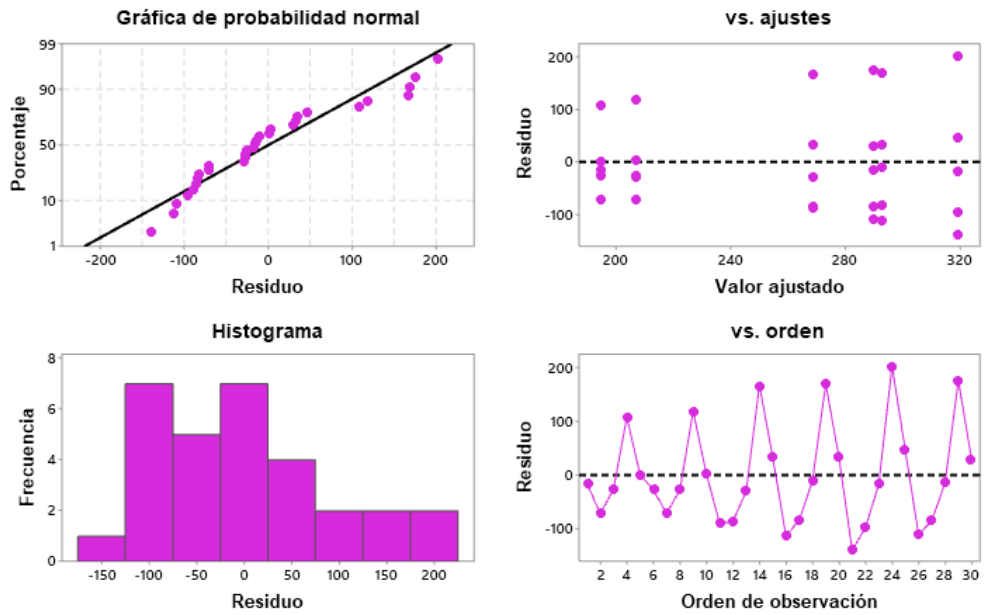 Gráfica de probabilidad normal
99
90
50
10
1
Porcentaje
-200 -100 0 100 200
Residuo
vs. ajustes
200
100
0
-100
Residuo
200 240 280 320
Valor ajustado
Histograma
8
6
4
2
0
Frecuencia
-150 -100 -50 0 50 100 150 200
Residuo
vs. orden
200
100
0
-100
Residuo
2 4 6 8 10 12 14 16 18 20 22 24 26 28 30
Orden de observación